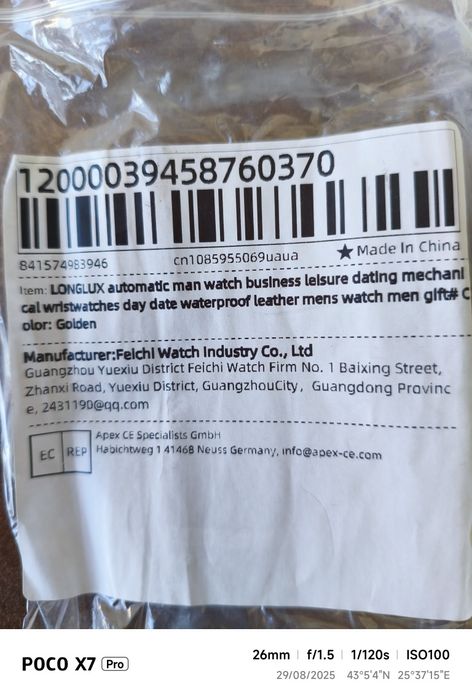 12000039458760370
841574983946 cn1085955069uaua ★Made In China
Item: LONGLUX automatic man watch business leisure dating mechani
cal wristwatches day date waterproof leather mens watch men gift# C
olor: Golden
Manufacturer:Feichi Watch Industry Co., Ltd
Guangzhou Yuexiu District Feichi Watch Firm No. 1 Baixing Street,
Zhanxi Road, Yuexiu District, GuangzhouCity, Guangdong Provinc
e, 2431190@qq.com
EC REP
Apex CE Specialists GmbH
Habichtweg 1 41468 Neuss Germany, info@apex-ce.com
POCO X7 Pro
26mm f/1.5 1/120s ISO100
29/08/2025 43°5'4"N 25°37'15"E